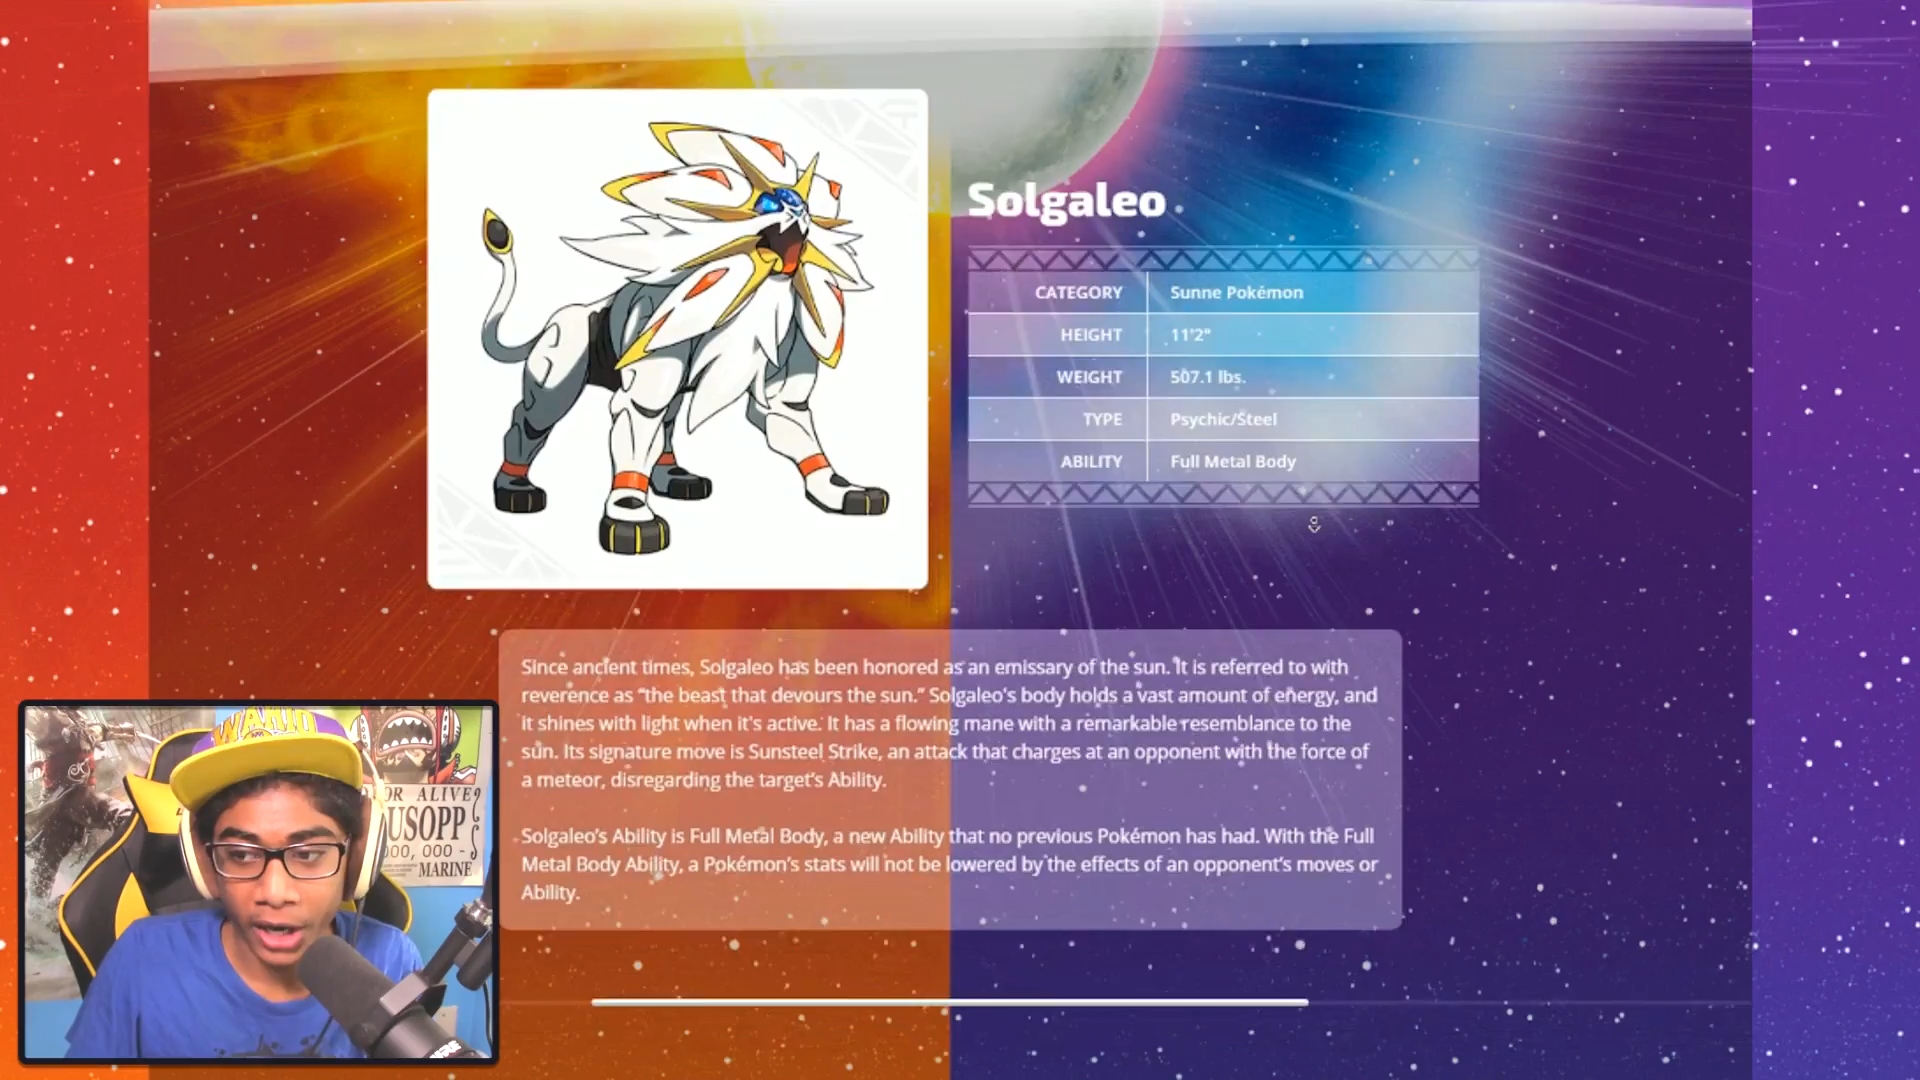 Solgaleo
CATEGORY Sunne Pokémon
HEIGHT 11'2"
WEIGHT 507.1 lbs.
TYPE Psychic/Steel
ABILITY Full Metal Body
Since ancient times, Solgaleo has been honored as an emissary of the sun. It is referred to with
reverence as “the beast that devours the sun.” Solgaleo’s body holds a vast amount of energy, and
it shines with light when it's active. It has a flowing mane with a remarkable resemblance to the
sun. Its signature move is Sunsteel Strike, an attack that charges at an opponent with the force of
a meteor, disregarding the target’s Ability.
Solgaleo’s Ability is Full Metal Body, a new Ability that no previous Pokémon has had. With the Full
Metal Body Ability, a Pokémon’s stats will not be lowered by the effects of an opponent’s moves or
Ability.
WARIO
OR ALIVE
USOPP
000, 000 -
MARINE